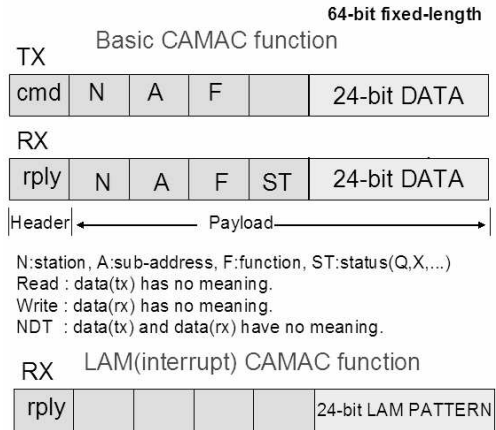 64-bit fixed-length
Basic CAMAC function
TX
cmd N A F 24-bit DATA
RX
rply N A F ST 24-bit DATA
Header Payload
N:station, A:sub-address, F:function, ST:status(Q,X,...)
Read : data(tx) has no meaning.
Write : data(rx) has no meaning.
NDT : data(tx) and data(rx) have no meaning.
LAM(interrupt) CAMAC function
RX
rply 24-bit LAM PATTERN